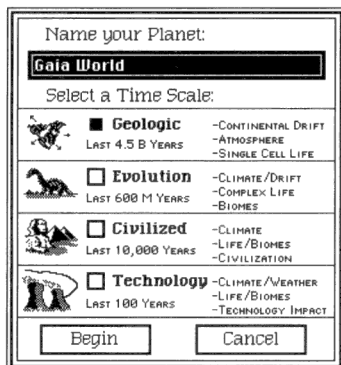 Name your Planet:
Gaia World
Select a Time Scale:
Geologic
Last 4.5 B Years
-Continental Drift
-Atmosphere
-Single Cell Life
Evolution
Last 600 M Years
-Climate/Drift
-Complex Life
-Biomes
Civilized
Last 10,000 Years
-Climate
-Life/Biomes
-Civilization
Technology
Last 100 Years
-Climate/Weather
-Life/Biomes
-Technology Impact
Begin
Cancel